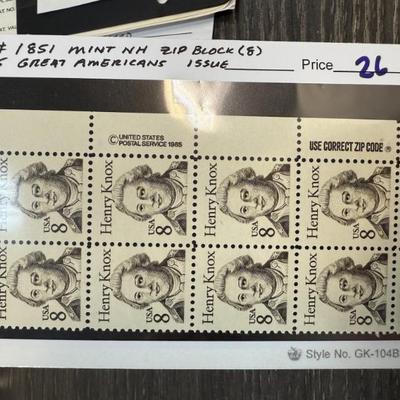 # 1851 MINT NH ZIP BLOCK (8)
GREAT AMERICANS ISSUE Price 26
© UNITED STATES
POSTAL SERVICE 1985
USE CORRECT ZIP CODE ®
Henry Knox USA 8
Henry Knox USA 8
Henry Knox USA 8
Henry Knox USA 8
Henry Knox USA 8
Henry Knox USA 8
Henry Knox USA 8
Henry Knox USA 8
Style No. GK-104B